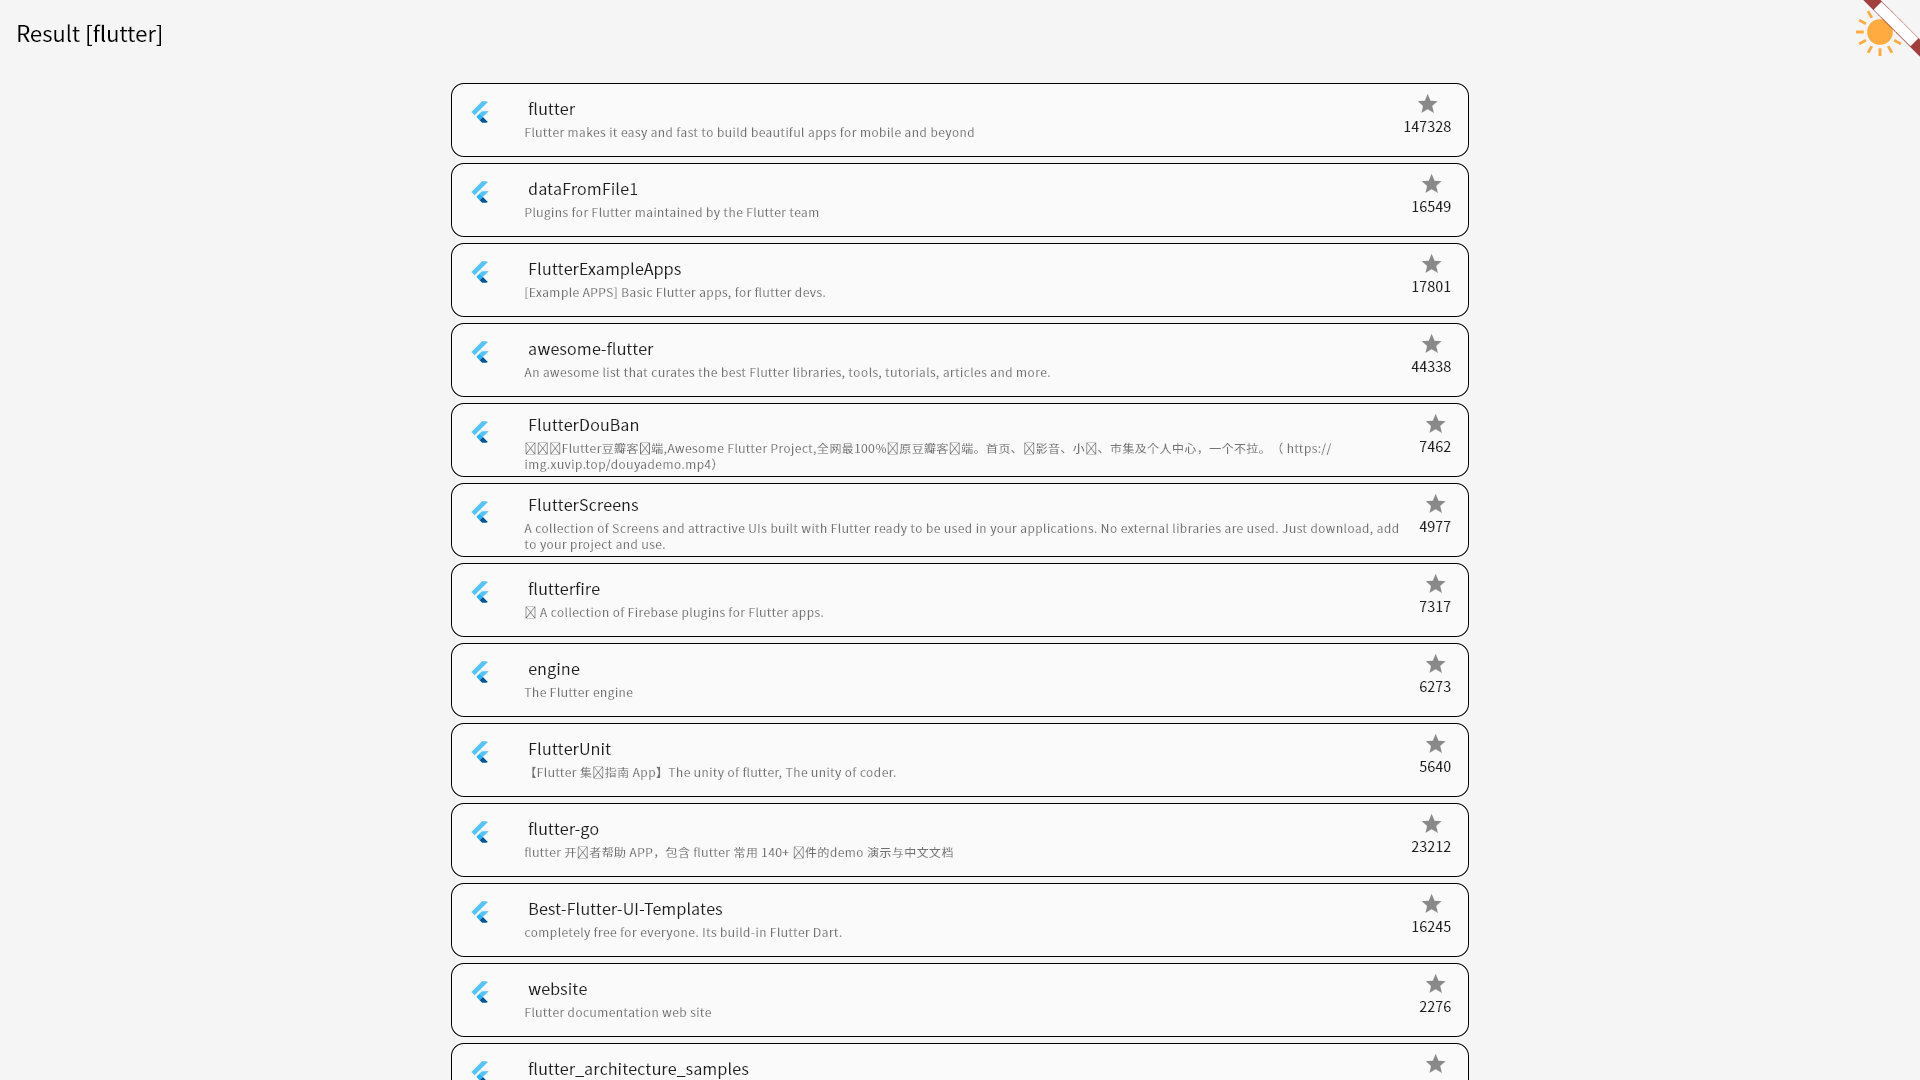 Result [flutter]
flutter
Flutter makes it easy and fast to build beautiful apps for mobile and beyond
147328
dataFromFile1
Plugins for Flutter maintained by the Flutter team
16549
FlutterExampleApps
[Example APPS] Basic Flutter apps, for flutter devs.
17801
awesome-flutter
An awesome list that curates the best Flutter libraries, tools, tutorials, articles and more.
44338
FlutterDouBan
Flutter豆瓣客端,Awesome Flutter Project,全网最100%原豆瓣客端。首页、影音、小、市集及个人中心，一个不拉。（ https://
img.xuvip.top/douyademo.mp4）
7462
FlutterScreens
A collection of Screens and attractive UIs built with Flutter ready to be used in your applications. No external libraries are used. Just download, add
to your project and use.
4977
flutterfire
A collection of Firebase plugins for Flutter apps.
7317
engine
The Flutter engine
6273
FlutterUnit
【Flutter 集指南 App】The unity of flutter, The unity of coder.
5640
flutter-go
flutter 开者帮助 APP，包含 flutter 常用 140+ 件的demo 演示与中文文档
23212
Best-Flutter-UI-Templates
completely free for everyone. Its build-in Flutter Dart.
16245
website
Flutter documentation web site
2276
flutter_architecture_samples